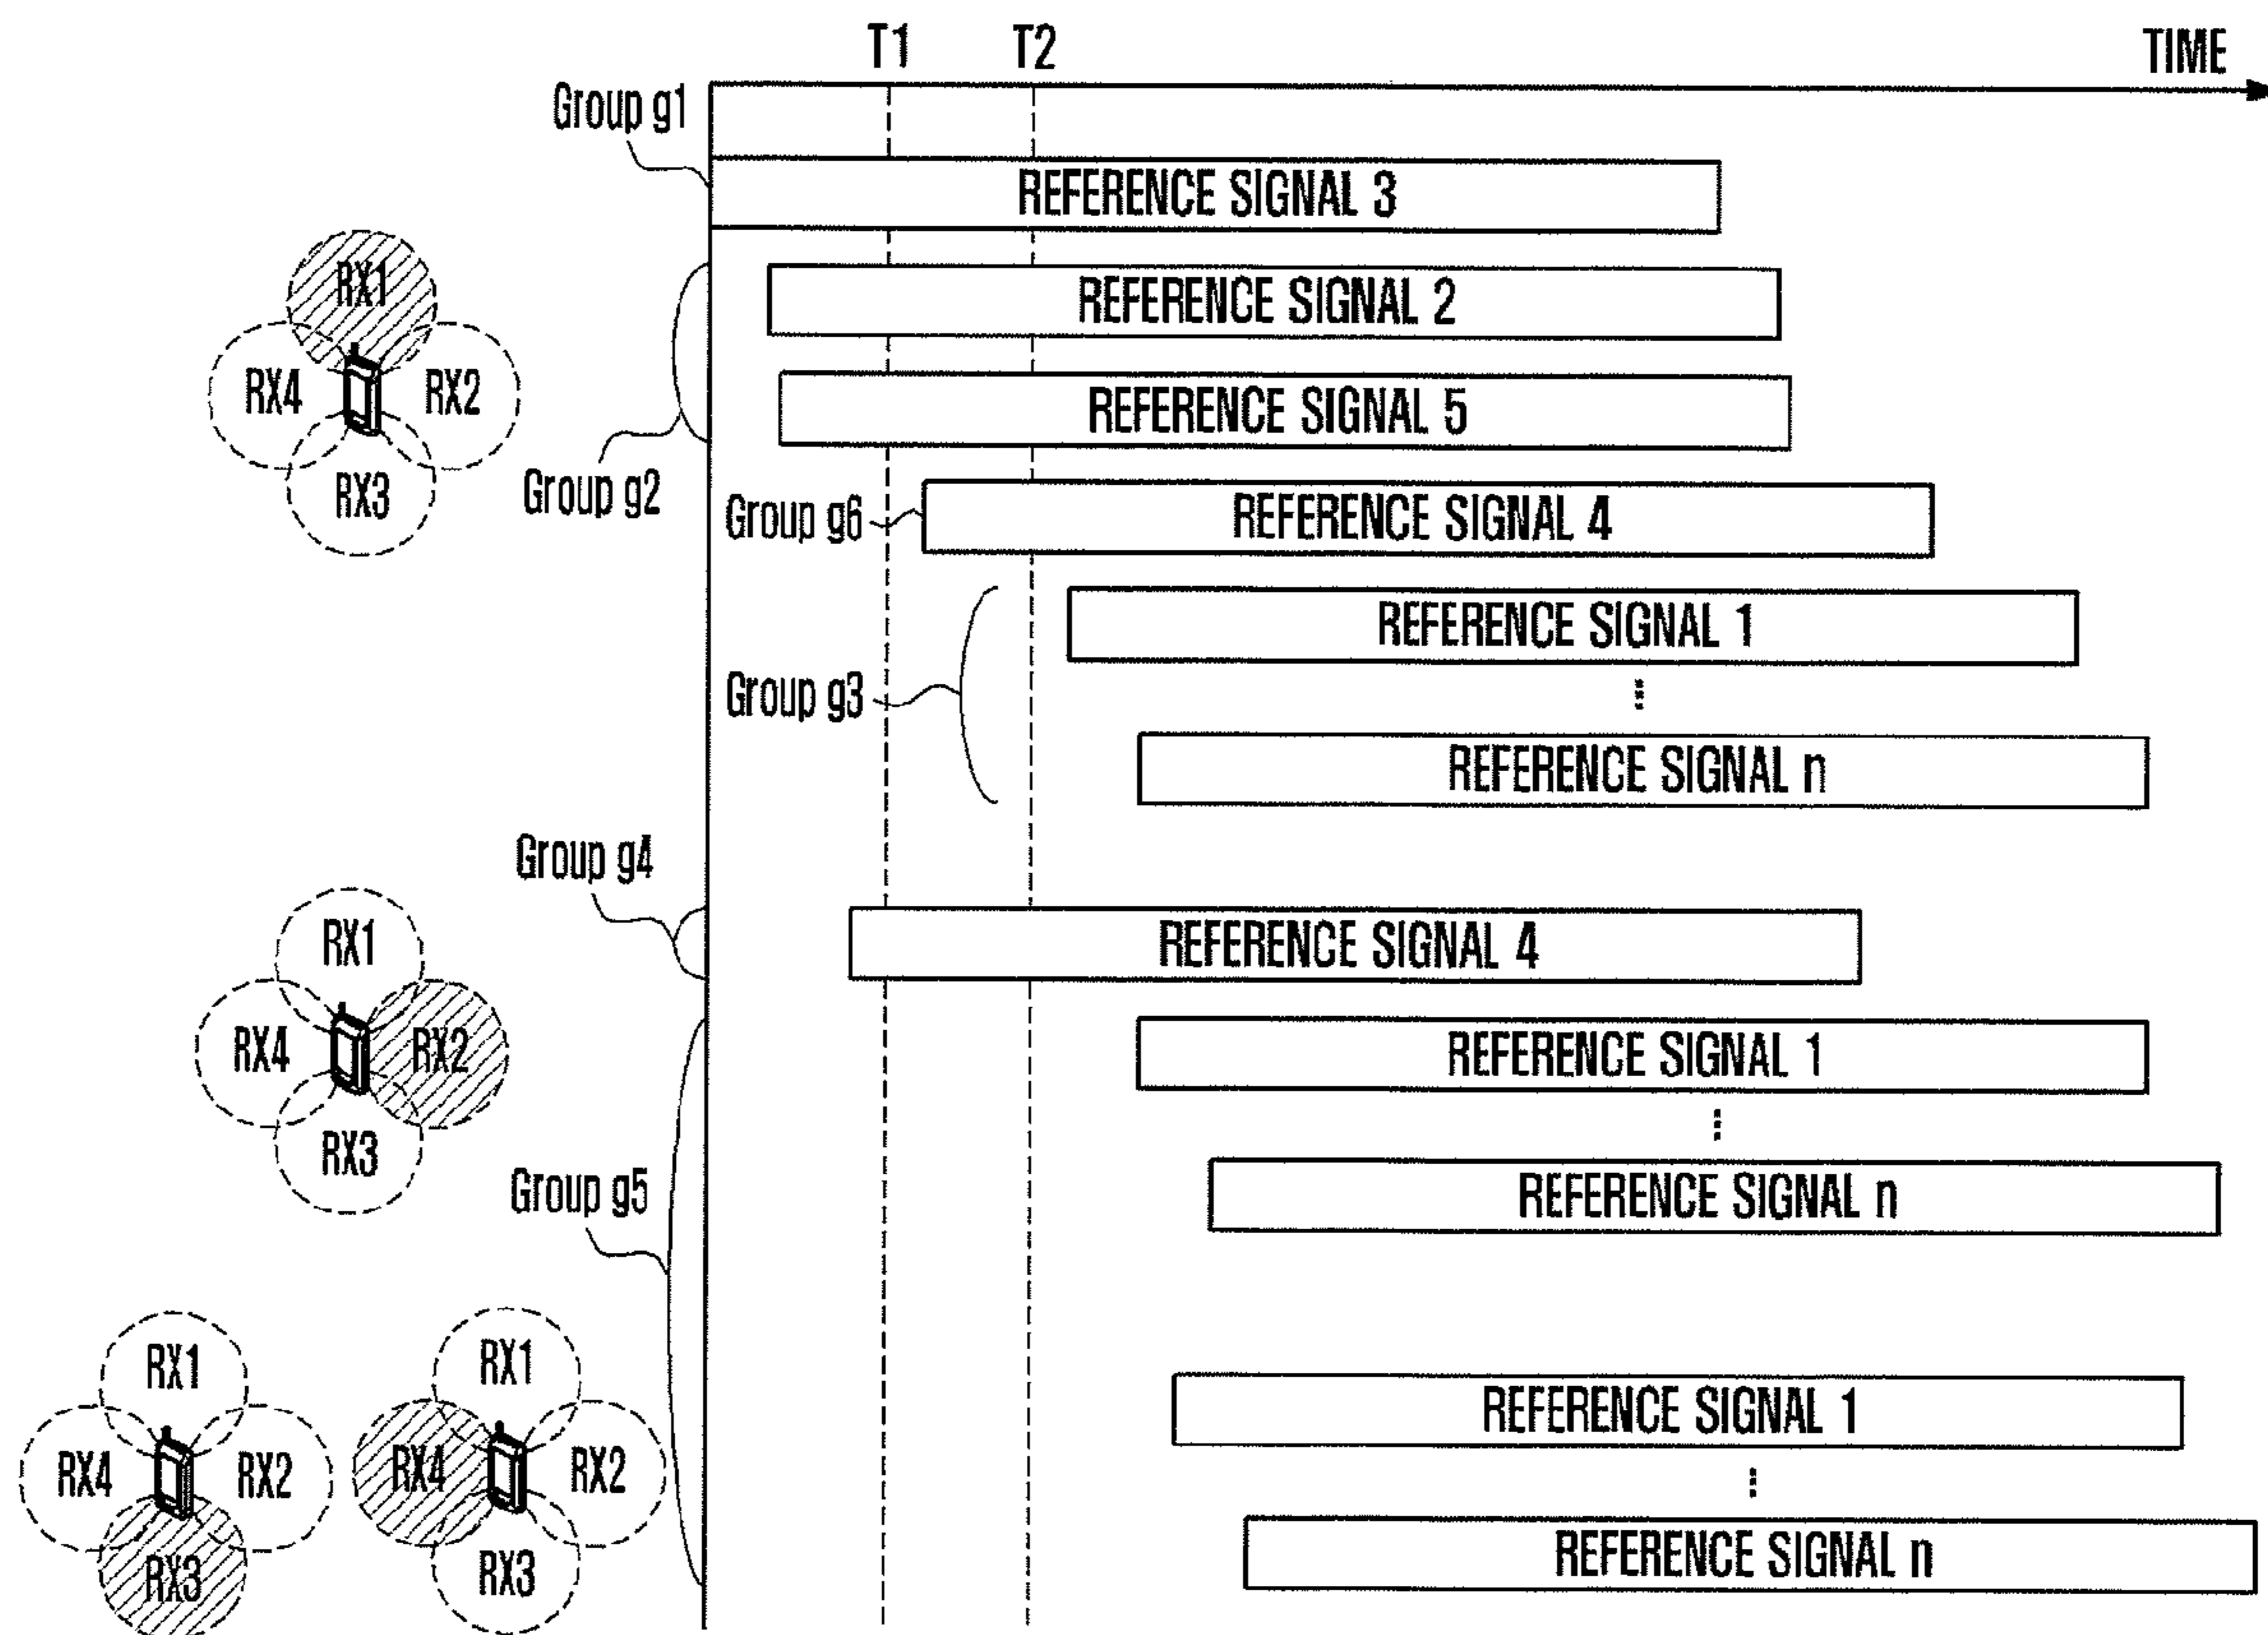 T1 T2 TIME
Group g1
REFERENCE SIGNAL 3
RX1
REFERENCE SIGNAL 2
RX4 RX2
REFERENCE SIGNAL 5
RX3
Group g2
Group g6
REFERENCE SIGNAL 4
REFERENCE SIGNAL 1
Group g3
REFERENCE SIGNAL n
Group g4
RX1
REFERENCE SIGNAL 4
RX4 RX2
REFERENCE SIGNAL 1
RX3
Group g5
REFERENCE SIGNAL n
RX1 RX1
REFERENCE SIGNAL 1
RX4 RX2 RX4 RX2
RX3 RX3
REFERENCE SIGNAL n